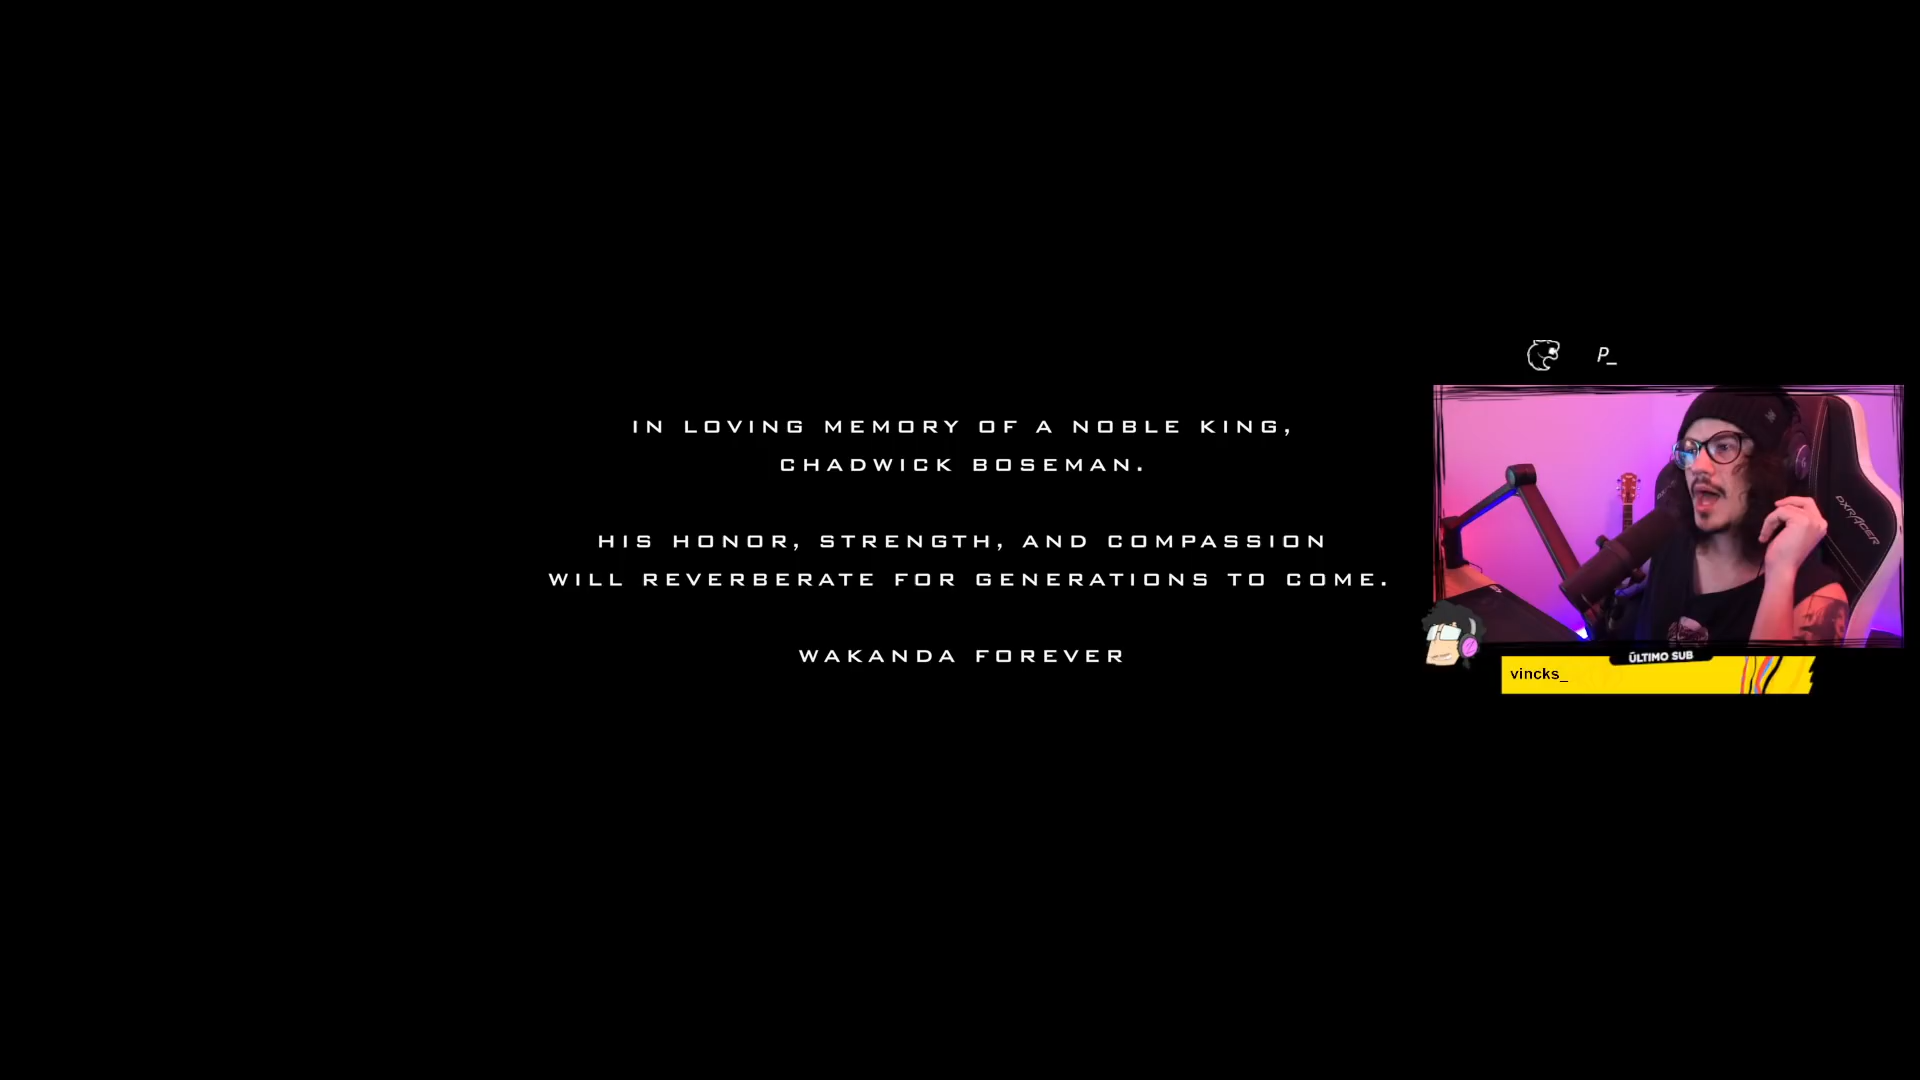 IN LOVING MEMORY OF A NOBLE KING,
CHADWICK BOSEMAN.
HIS HONOR, STRENGTH, AND COMPASSION
WILL REVERBERATE FOR GENERATIONS TO COME.
WAKANDA FOREVER
P_
DXRACER
ÚLTIMO SUB
vincks_